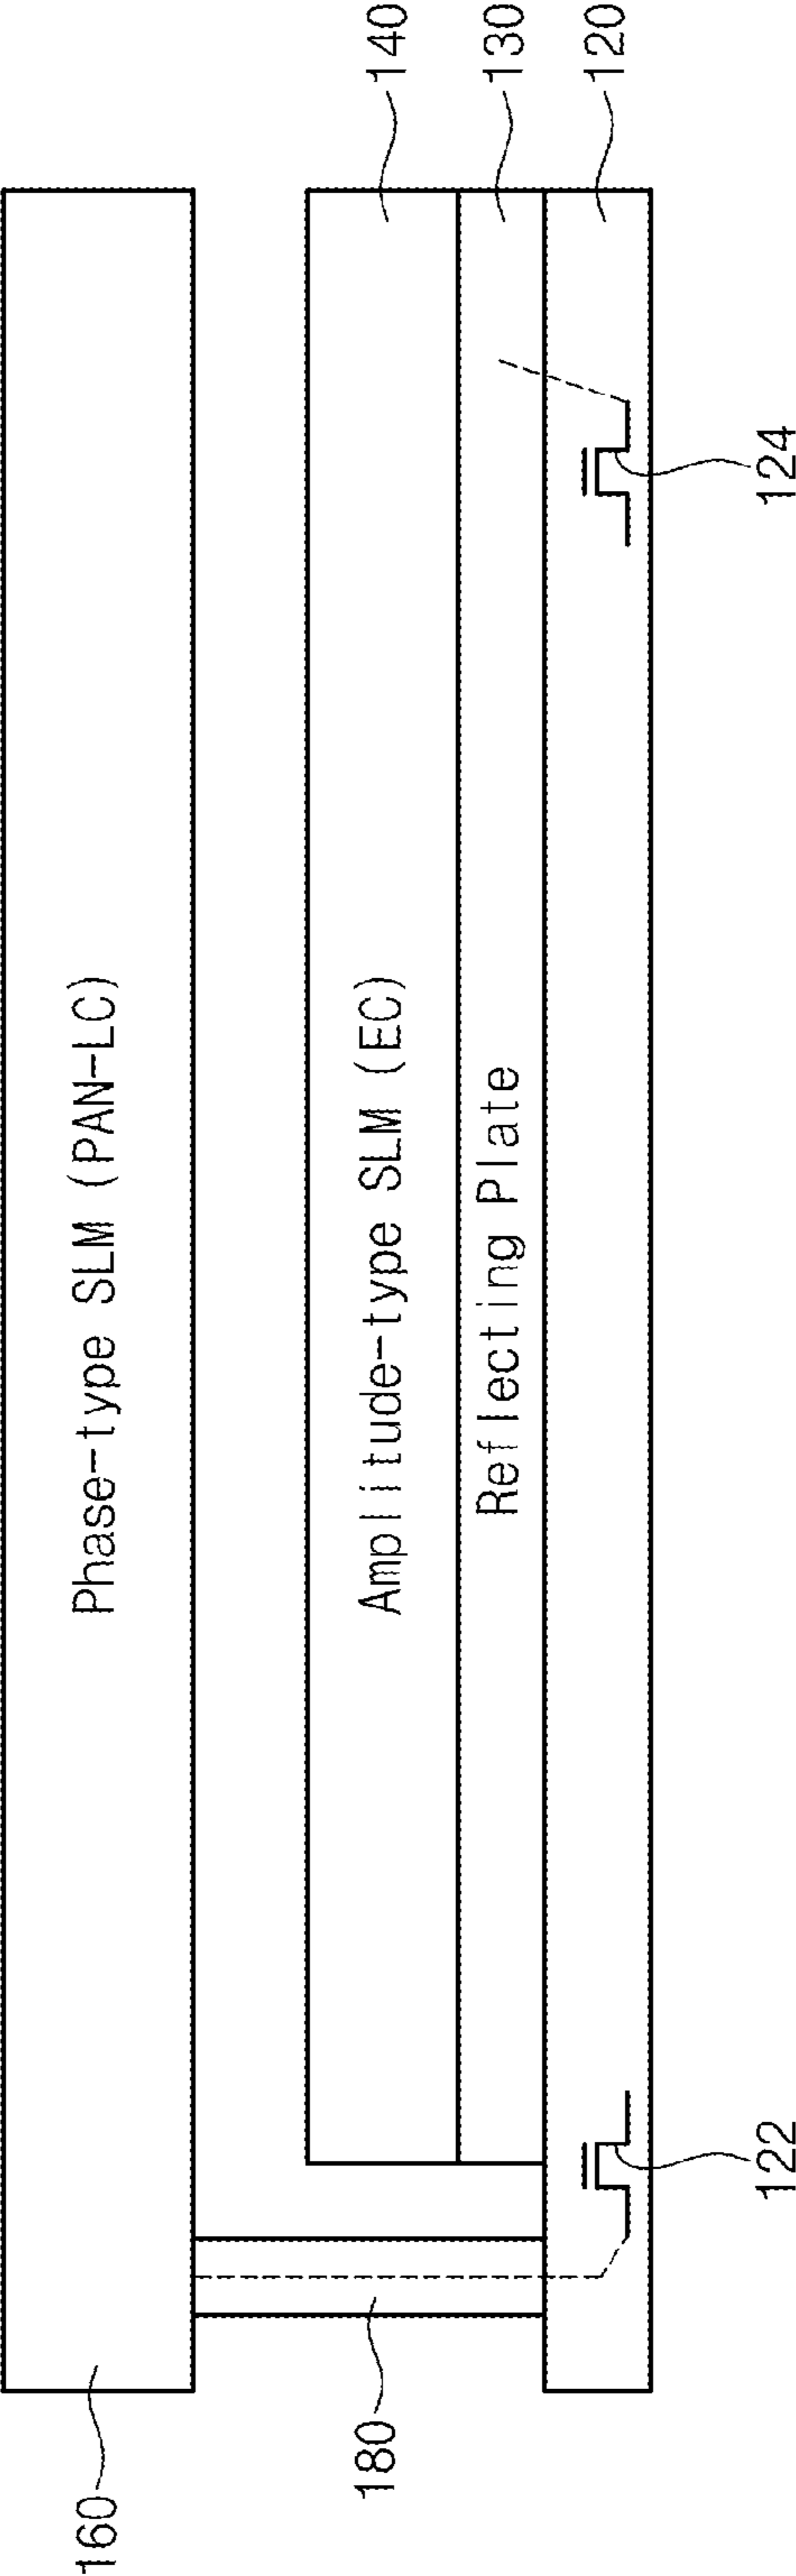 Phase-type SLM (PAN-LC)
Amplitude-type SLM (EC)
Reflecting Plate
140
130
120
124
122
180
160